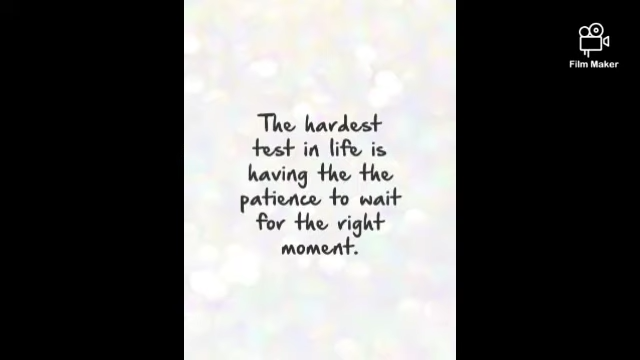 The hardest
test in life is
having the the
patience to wait
for the right
moment.
Film Maker